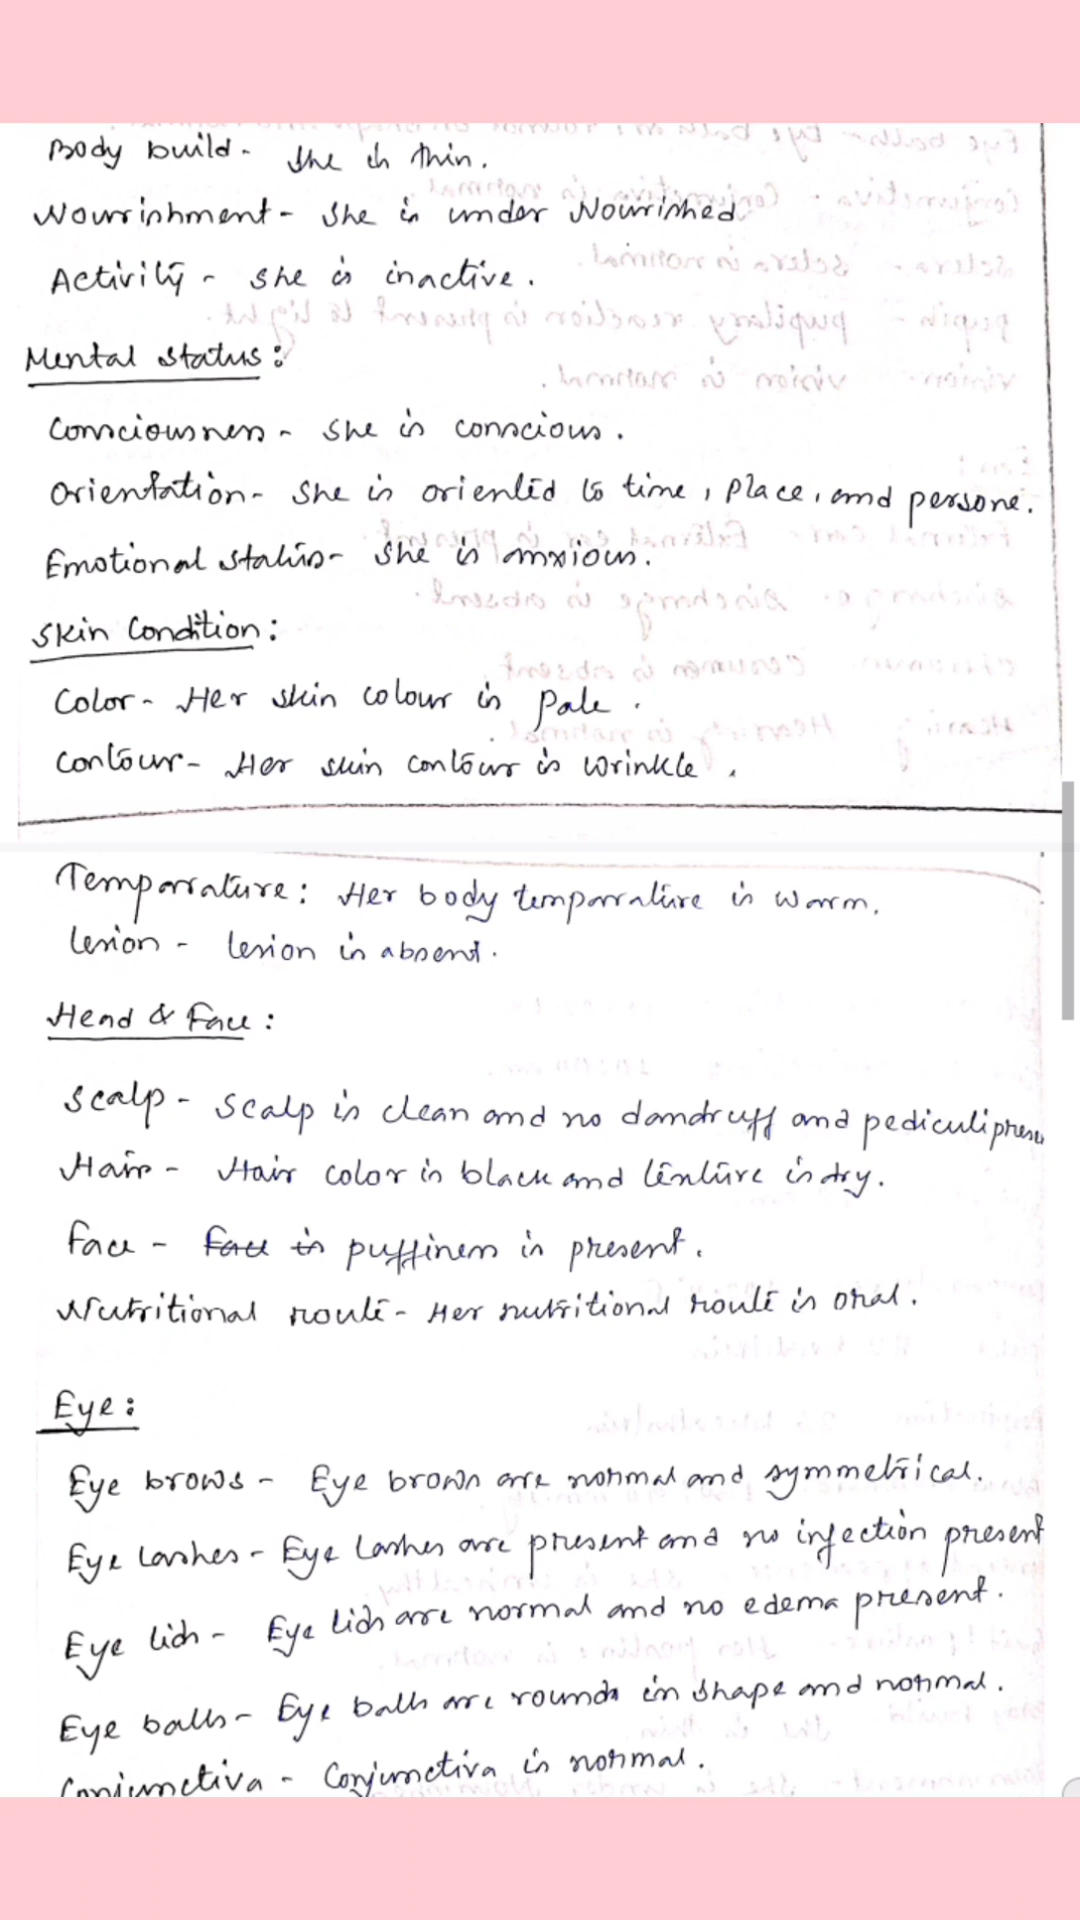 Body build - She is thin.
Nourishment - She is under Nourished
Activity - She is inactive.
Mental Status:
Consciousness - She is conscious.
Orientation - She is oriented to time, place, and persone.
Emotional Status - She is anxious.
Skin Condition:
Color - Her skin colour is pale.
Contour - Her skin contour is wrinkle.
Temparature: Her body temparature is warm.
Lesion - lesion is absent.
Head & Face:
Scalp - Scalp is clean and no dandruff and pediculi prese
Hair - Hair color is black and texture is dry.
Face - Face is puffiness is present.
Nutritional route - Her nutritional route is oral.
Eye:
Eye brows - Eye brows are normal and symmetrical.
Eye lashes - Eye lashes are present and no infection present
Eye lids - Eye lids are normal and no edema present.
Eye balls - Eye balls are rounds in shape and normal.
Conjunctiva - Conjunctiva is normal.